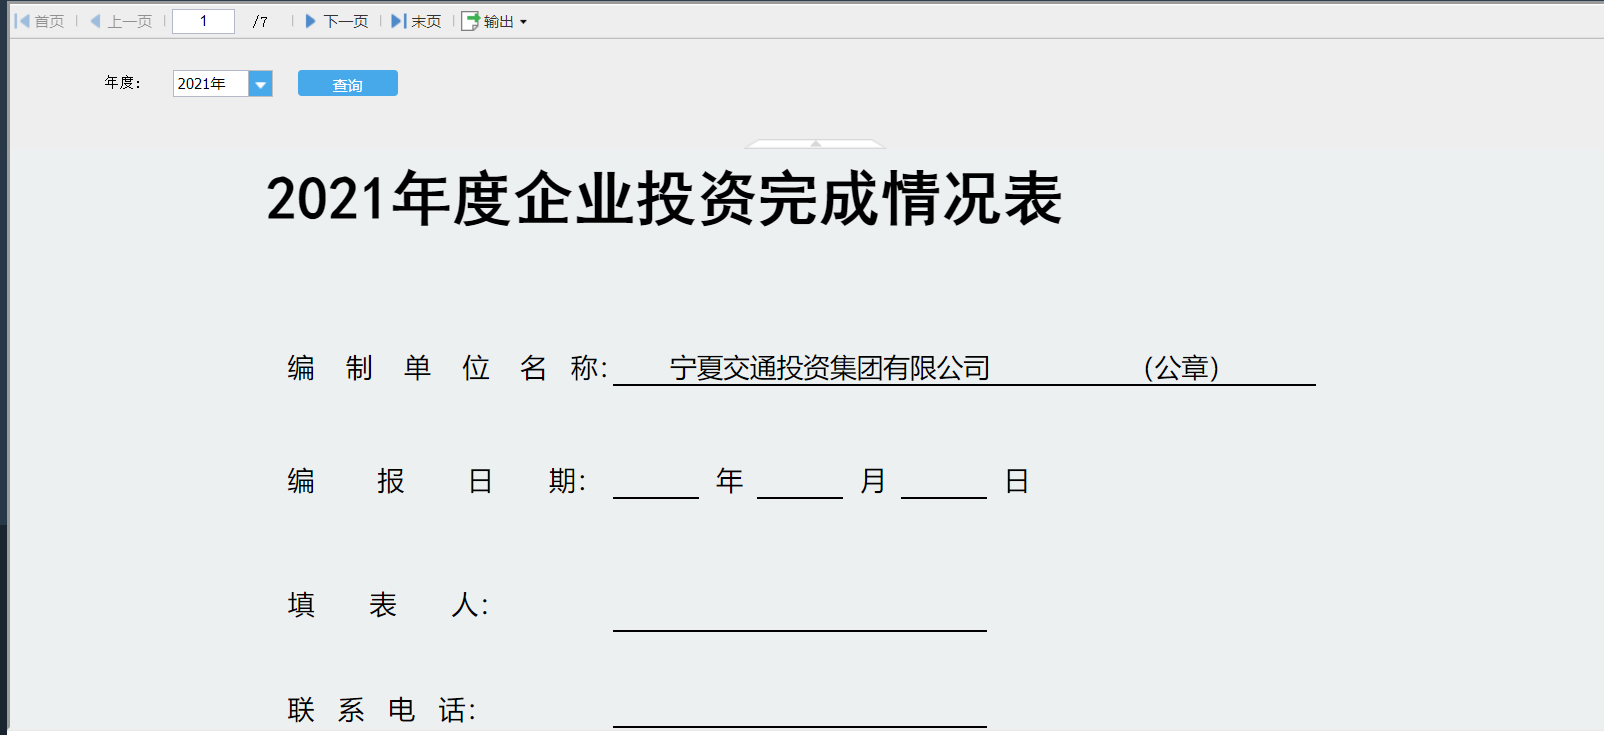 首页 上一页 1 /7 下一页 末页 输出
年度： 2021年 查询
2021年度企业投资完成情况表
编制单位名称： 宁夏交通投资集团有限公司 （公章）
编报日期： 年 月 日
填表人：
联系电话：